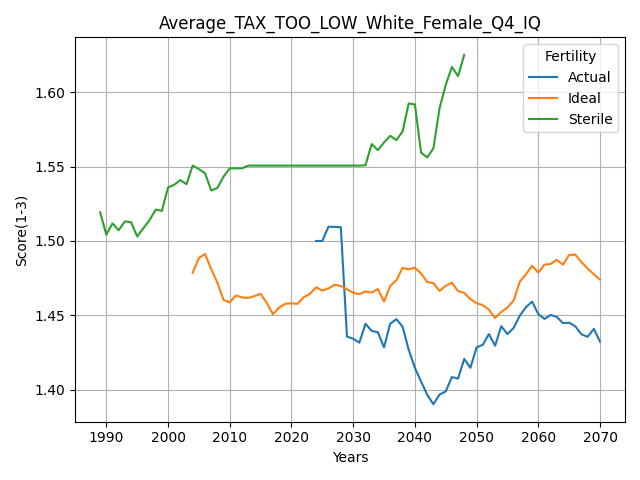 Average_TAX_TOO_LOW_White_Female_Q4_IQ
Fertility
Actual
Ideal
Sterile
Score(1-3)
1.60
1.55
1.50
1.45
1.40
1990 2000 2010 2020 2030 2040 2050 2060 2070
Years